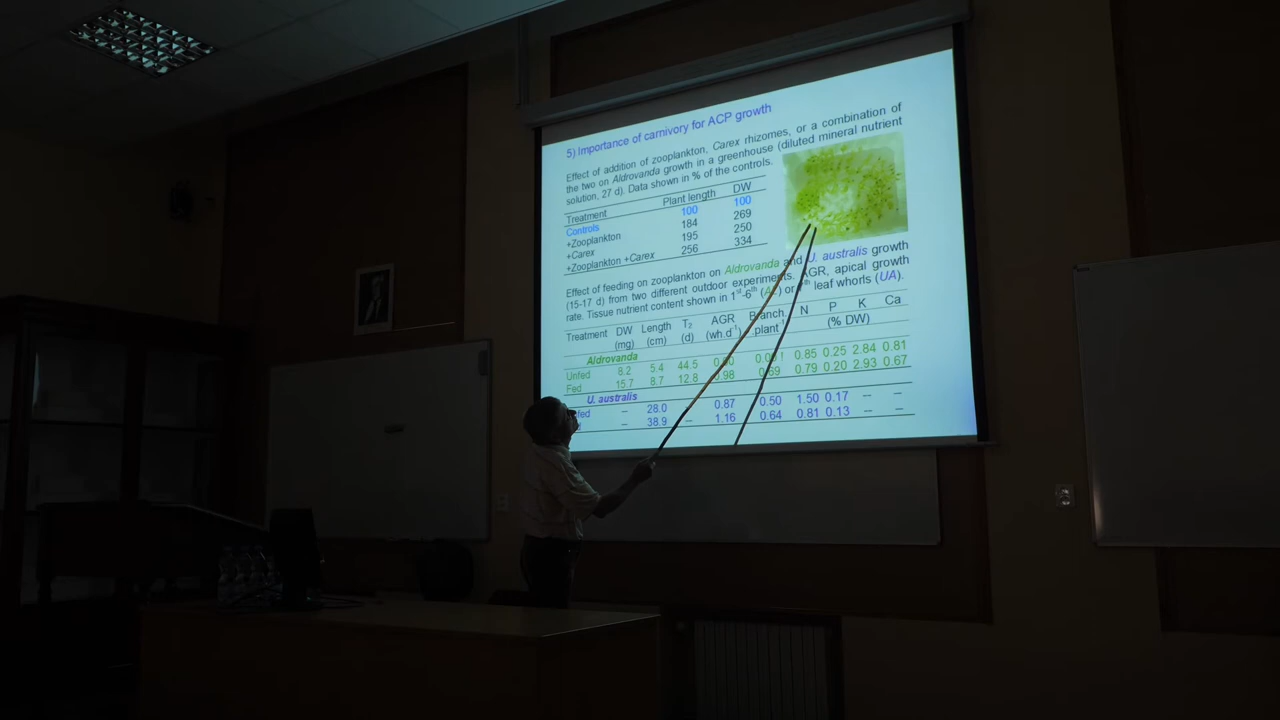 5) Importance of carnivory for ACP growth
Effect of addition of zooplankton, Carex rhizomes, or a combination of
the two on Aldrovanda growth in a greenhouse (diluted mineral nutrient
solution, 27 d). Data shown in % of the controls.
Treatment Plant length DW
Controls 100 100
+Zooplankton 184 269
+Carex 195 250
+Zooplankton +Carex 256 334
Effect of feeding on zooplankton on Aldrovanda and U. australis growth
(15-17 d) from two different outdoor experiments. AGR, apical growth
rate. Tissue nutrient content shown in 1st-6th or leaf whorls (UA).
Treatment DW Length T2 AGR Branch. N P K Ca
(mg) (cm) (d) (wh.d-1) plant (% DW)
Aldrovanda
Unfed 8.2 5.4 44.5 0.85 0.25 2.84 0.81
Fed 15.7 8.7 12.8 0.98 0.69 0.79 0.20 2.93 0.67
U. australis
-- 28.0 0.87 0.50 1.50 0.17 -- --
-- 38.9 -- 1.16 0.64 0.81 0.13 -- --